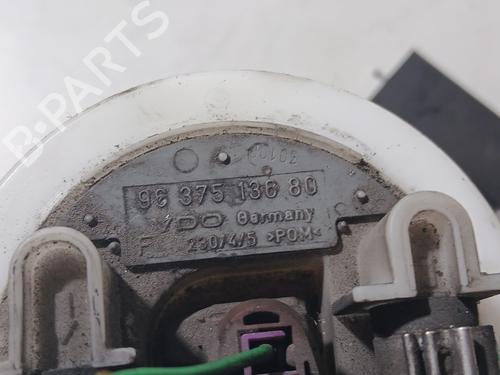 B-PARTS
96 375 136 80
VDO Germany
F 230/4/5 >POM<